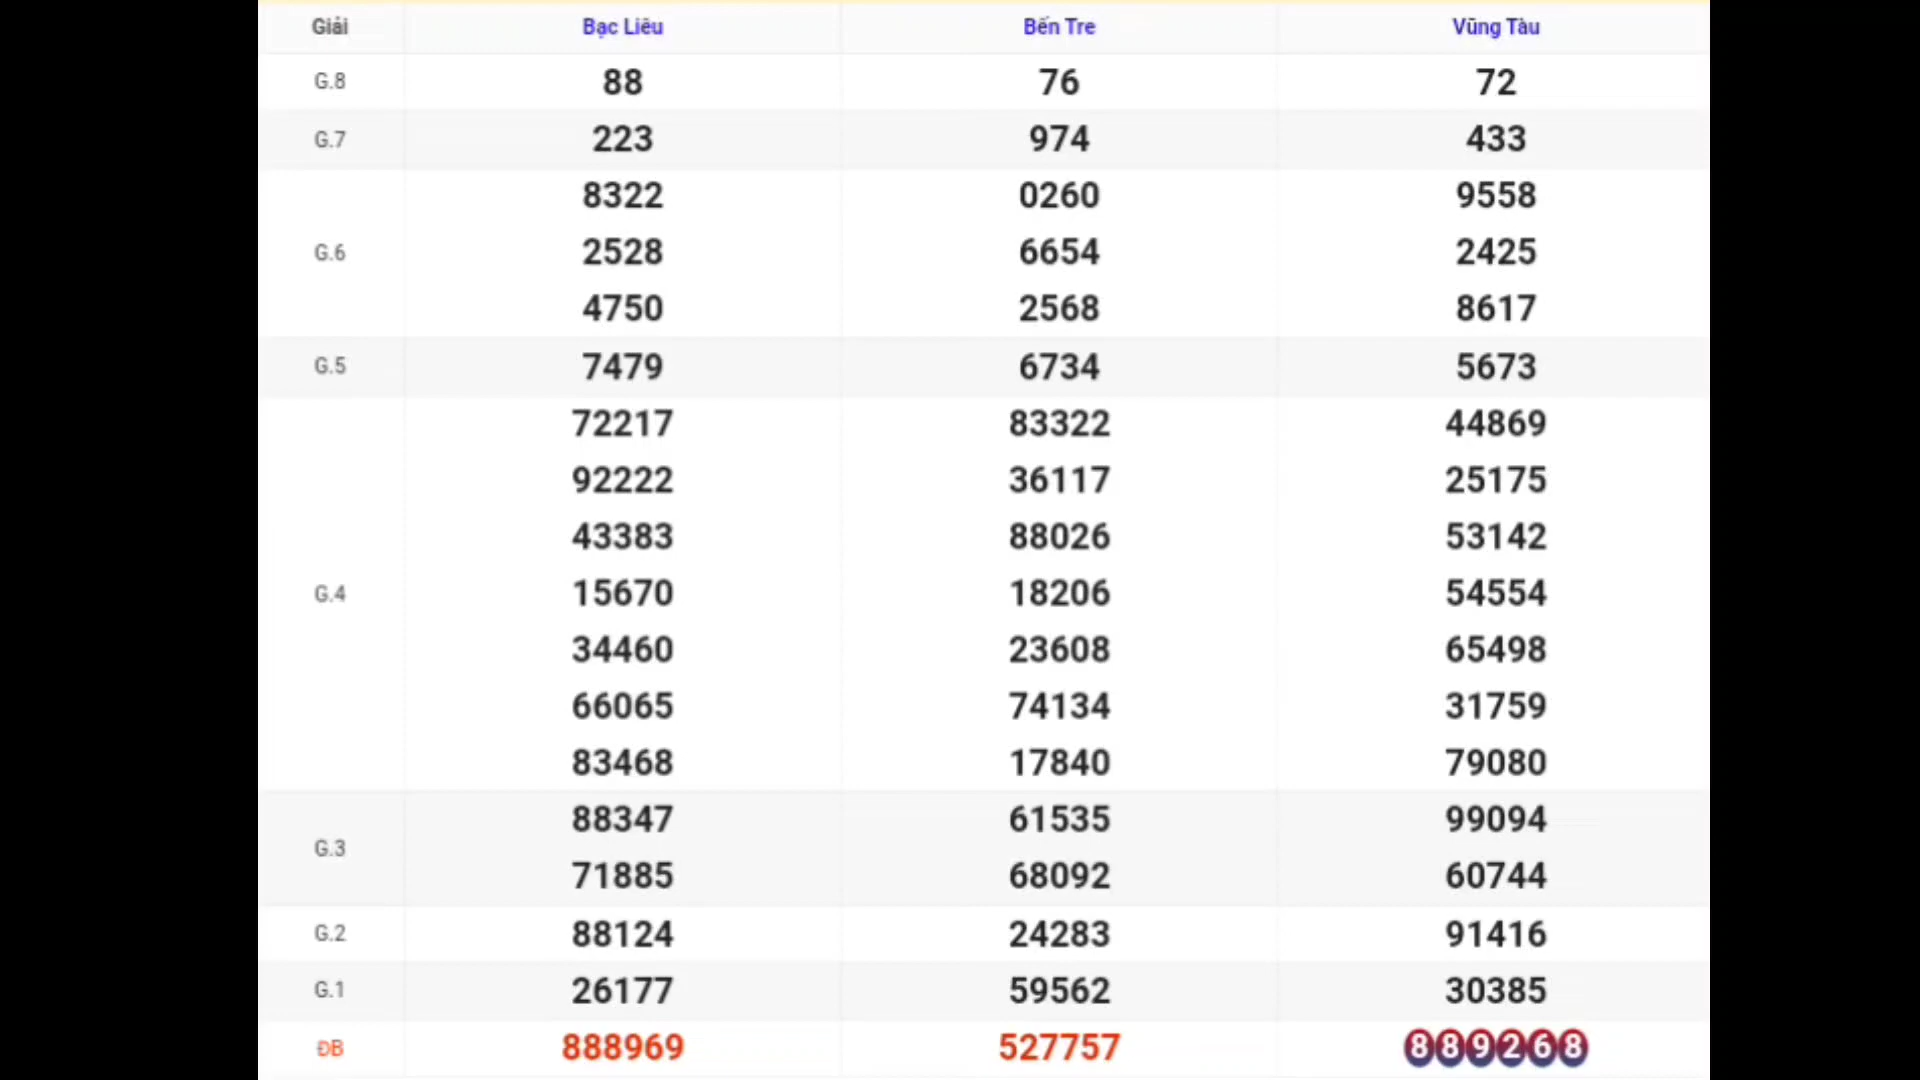 Giải Bạc Liêu Bến Tre Vũng Tàu
G.8 88 76 72
G.7 223 974 433
8322 0260 9558
G.6 2528 6654 2425
4750 2568 8617
G.5 7479 6734 5673
72217 83322 44869
92222 36117 25175
43383 88026 53142
G.4 15670 18206 54554
34460 23608 65498
66065 74134 31759
83468 17840 79080
G.3
88347 61535 99094
71885 68092 60744
G.2 88124 24283 91416
G.1 26177 59562 30385
ĐB 888969 527757 889268